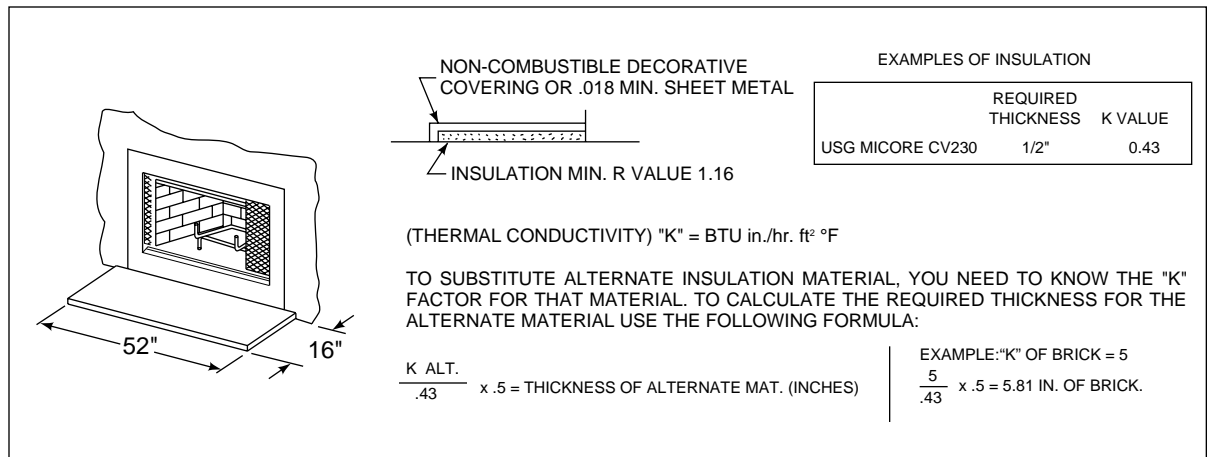 NON-COMBUSTIBLE DECORATIVE
COVERING OR .018 MIN. SHEET METAL
INSULATION MIN. R VALUE 1.16
EXAMPLES OF INSULATION
REQUIRED
THICKNESS K VALUE
USG MICORE CV230 1/2" 0.43
52"
16"
(THERMAL CONDUCTIVITY) "K" = BTU in./hr. ft² °F
TO SUBSTITUTE ALTERNATE INSULATION MATERIAL, YOU NEED TO KNOW THE "K"
FACTOR FOR THAT MATERIAL. TO CALCULATE THE REQUIRED THICKNESS FOR THE
ALTERNATE MATERIAL USE THE FOLLOWING FORMULA:
K ALT.
.43
x .5 = THICKNESS OF ALTERNATE MAT. (INCHES)
EXAMPLE:“K” OF BRICK = 5
5
.43
x .5 = 5.81 IN. OF BRICK.